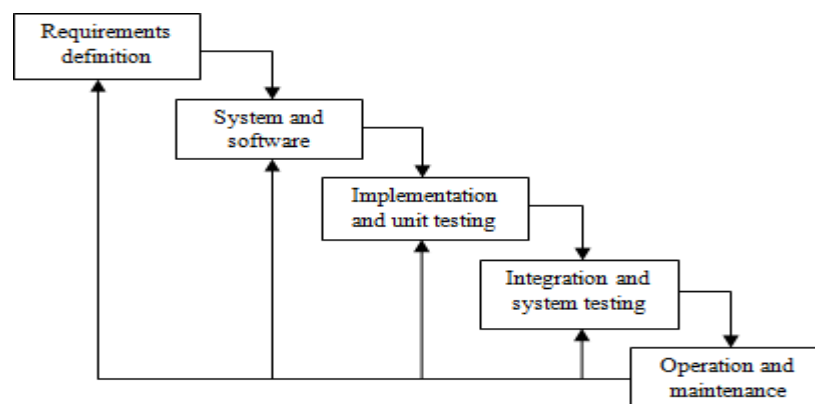 Requirements
definition
System and
software
Implementation
and unit testing
Integration and
system testing
Operation and
maintenance